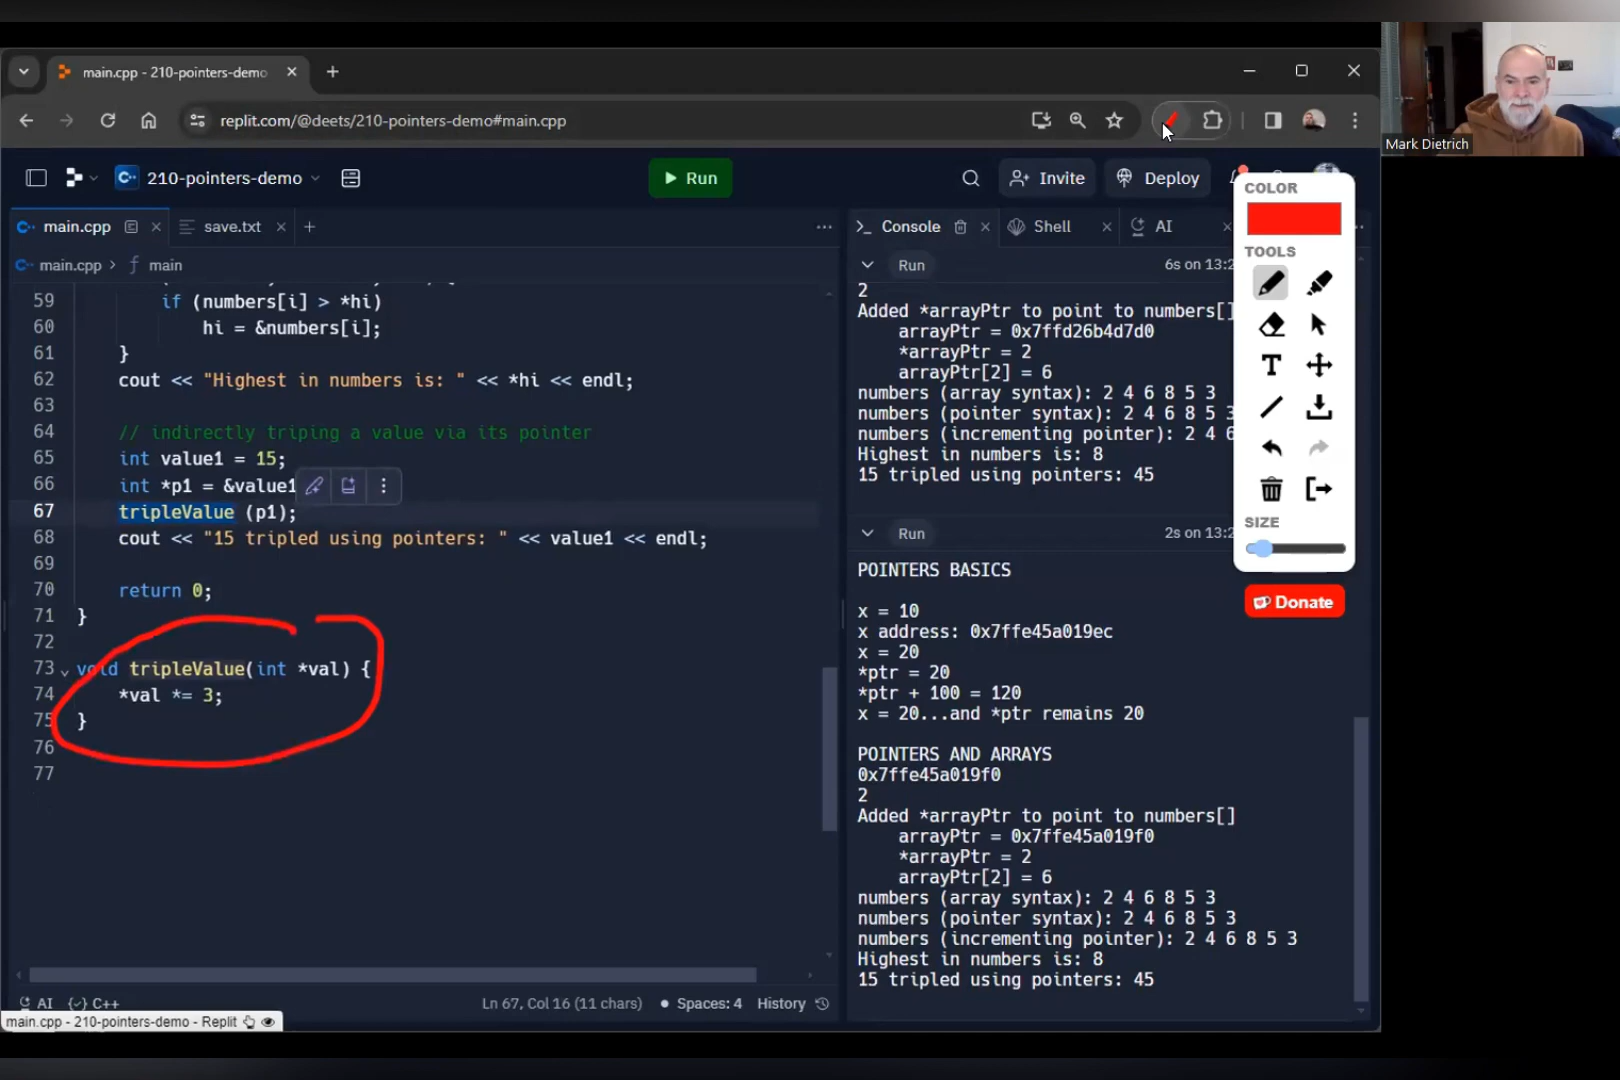 main.cpp - 210-pointers-demo
replit.com/@deets/210-pointers-demo#main.cpp
Mark Dietrich
210-pointers-demo
Run
Invite
Deploy
main.cpp
save.txt
Console
Shell
AI
main.cpp > main
59 if (numbers[i] > *hi)
60 hi = &numbers[i];
61 }
62 cout << "Highest in numbers is: " << *hi << endl;
63
64 // indirectly triping a value via its pointer
65 int value1 = 15;
66 int *p1 = &value1
67 tripleValue (p1);
68 cout << "15 tripled using pointers: " << value1 << endl;
69
70 return 0;
71 }
72
73 void tripleValue(int *val) {
74 *val *= 3;
75 }
76
77
Run 6s on 13:2
2
Added *arrayPtr to point to numbers[]
arrayPtr = 0x7ffd26b4d7d0
*arrayPtr = 2
arrayPtr[2] = 6
numbers (array syntax): 2 4 6 8 5 3
numbers (pointer syntax): 2 4 6 8 5 3
numbers (incrementing pointer): 2 4 6
Highest in numbers is: 8
15 tripled using pointers: 45
Run 2s on 13:2
POINTERS BASICS
x = 10
x address: 0x7ffe45a019ec
x = 20
*ptr = 20
*ptr + 100 = 120
x = 20...and *ptr remains 20
POINTERS AND ARRAYS
0x7ffe45a019f0
2
Added *arrayPtr to point to numbers[]
arrayPtr = 0x7ffe45a019f0
*arrayPtr = 2
arrayPtr[2] = 6
numbers (array syntax): 2 4 6 8 5 3
numbers (pointer syntax): 2 4 6 8 5 3
numbers (incrementing pointer): 2 4 6 8 5 3
Highest in numbers is: 8
15 tripled using pointers: 45
COLOR
TOOLS
T
SIZE
Donate
AI {✓} C++
Ln 67, Col 16 (11 chars)
Spaces: 4
History
main.cpp - 210-pointers-demo - Replit